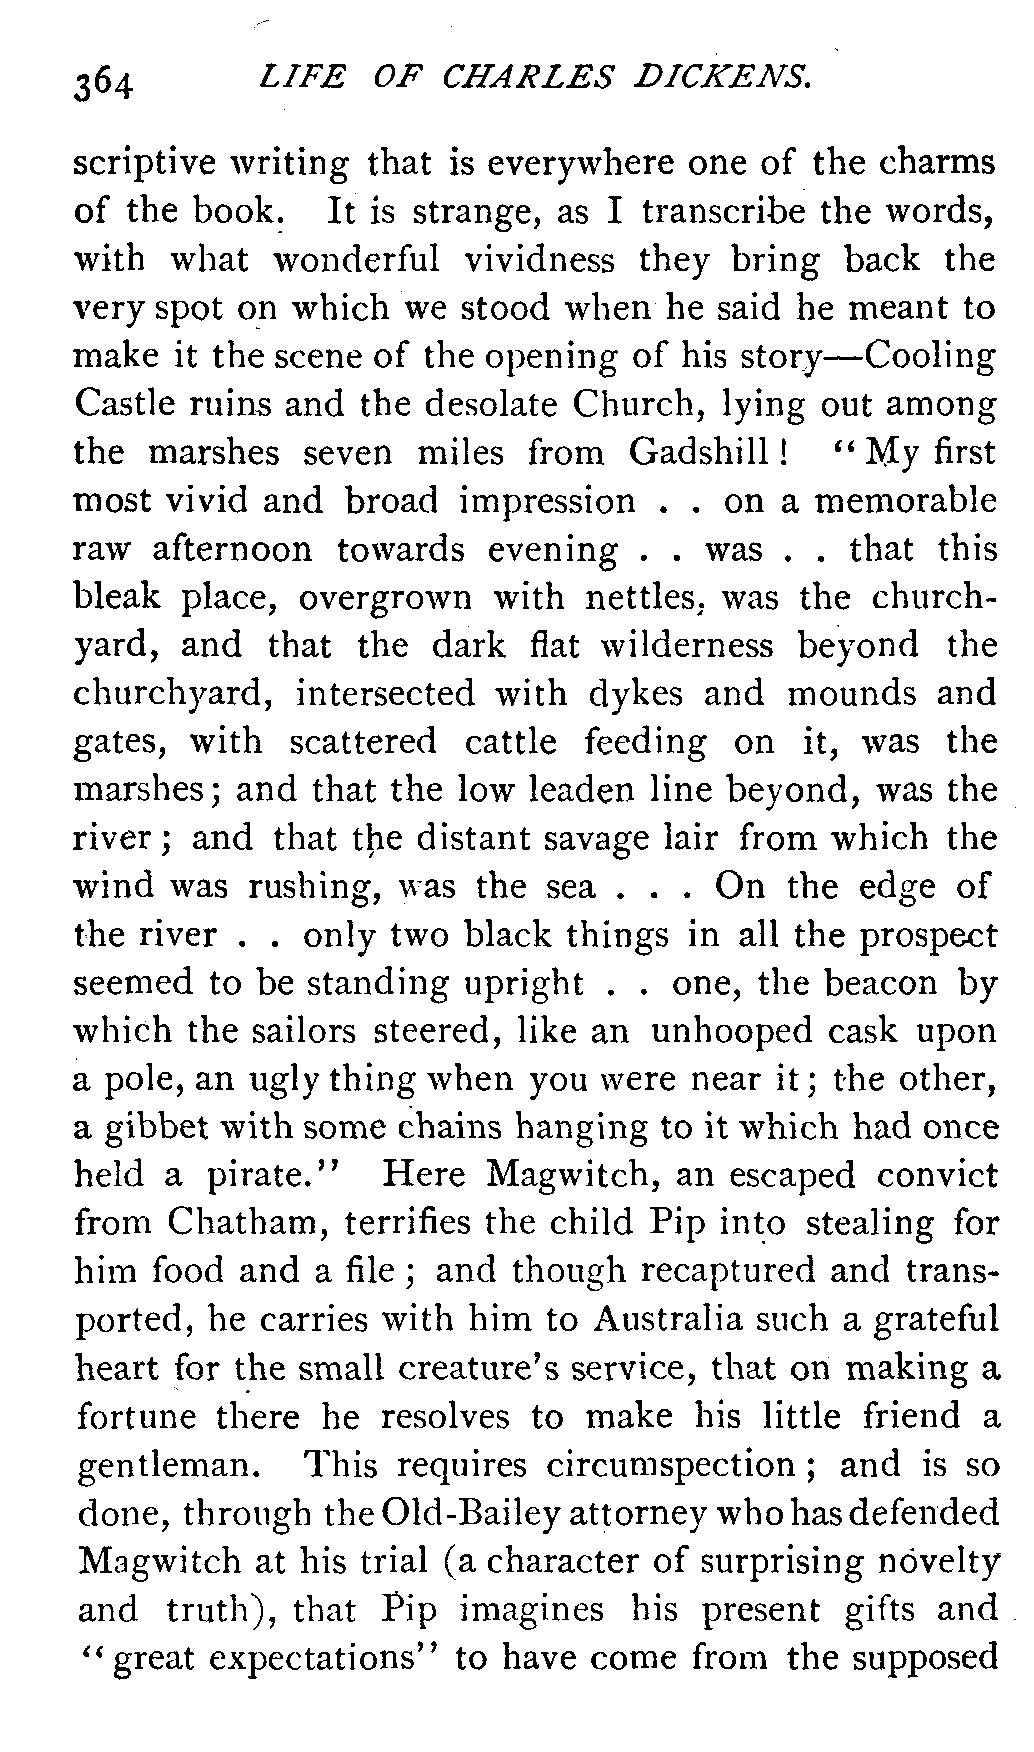 364 LIFE OF CHARLES DICKENS.
scriptive writing that is everywhere one of the charms
of the book. It is strange, as I transcribe the words,
with what wonderful vividness they bring back the
very spot on which we stood when he said he meant to
make it the scene of the opening of his story—Cooling
Castle ruins and the desolate Church, lying out among
the marshes seven miles from Gadshill! “My first
most vivid and broad impression . . on a memorable
raw afternoon towards evening . . was . . that this
bleak place, overgrown with nettles, was the church-
yard, and that the dark flat wilderness beyond the
churchyard, intersected with dykes and mounds and
gates, with scattered cattle feeding on it, was the
marshes; and that the low leaden line beyond, was the
river; and that the distant savage lair from which the
wind was rushing, was the sea . . . On the edge of
the river . . only two black things in all the prospect
seemed to be standing upright . . one, the beacon by
which the sailors steered, like an unhooped cask upon
a pole, an ugly thing when you were near it; the other,
a gibbet with some chains hanging to it which had once
held a pirate.” Here Magwitch, an escaped convict
from Chatham, terrifies the child Pip into stealing for
him food and a file; and though recaptured and trans-
ported, he carries with him to Australia such a grateful
heart for the small creature’s service, that on making a
fortune there he resolves to make his little friend a
gentleman. This requires circumspection; and is so
done, through the Old-Bailey attorney who has defended
Magwitch at his trial (a character of surprising novelty
and truth), that Pip imagines his present gifts and
“great expectations” to have come from the supposed